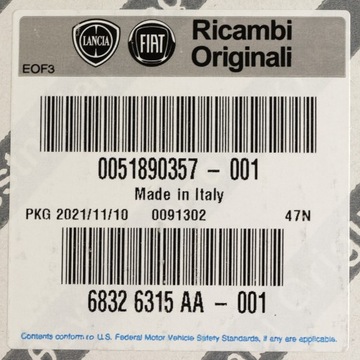 LANCIA FIAT Ricambi
Originali
EOF3
0051890357 - 001
Made in Italy
PKG 2021/11/10 0091302 47N
6832 6315 AA - 001
Contents conform to U.S. Federal Motor Vehicle Safety Standards, if any are applicable.